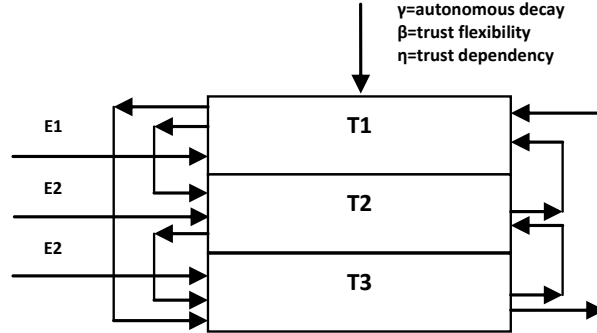 γ=autonomous decay
β=trust flexibility
η=trust dependency
T1
E1
E2
T2
E2
T3